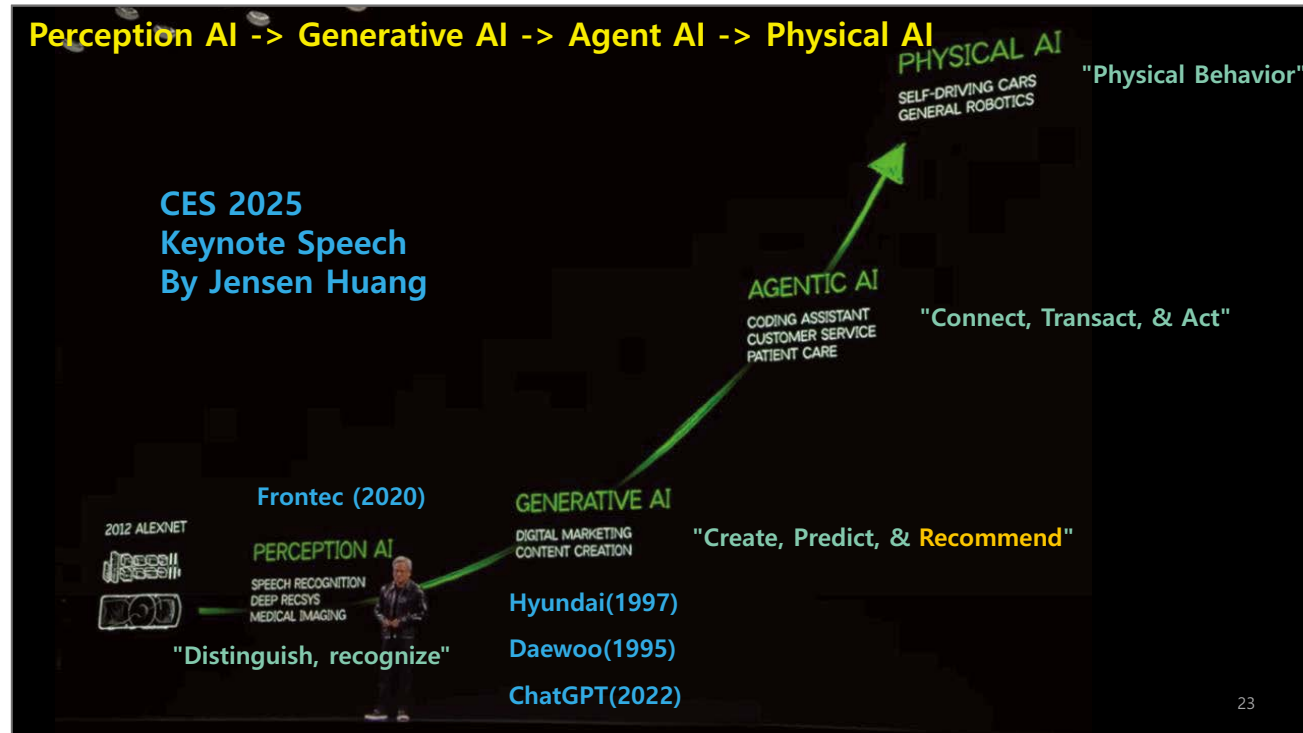 Perception AI -> Generative AI -> Agent AI -> Physical AI
PHYSICAL AI
SELF-DRIVING CARS
GENERAL ROBOTICS
"Physical Behavior"
CES 2025
Keynote Speech
By Jensen Huang
AGENTIC AI
CODING ASSISTANT
CUSTOMER SERVICE
PATIENT CARE
"Connect, Transact, & Act"
Frontec (2020)
GENERATIVE AI
DIGITAL MARKETING
CONTENT CREATION
"Create, Predict, & Recommend"
2012 ALEXNET
PERCEPTION AI
SPEECH RECOGNITION
DEEP RECSYS
MEDICAL IMAGING
"Distinguish, recognize"
Hyundai(1997)
Daewoo(1995)
ChatGPT(2022)
23